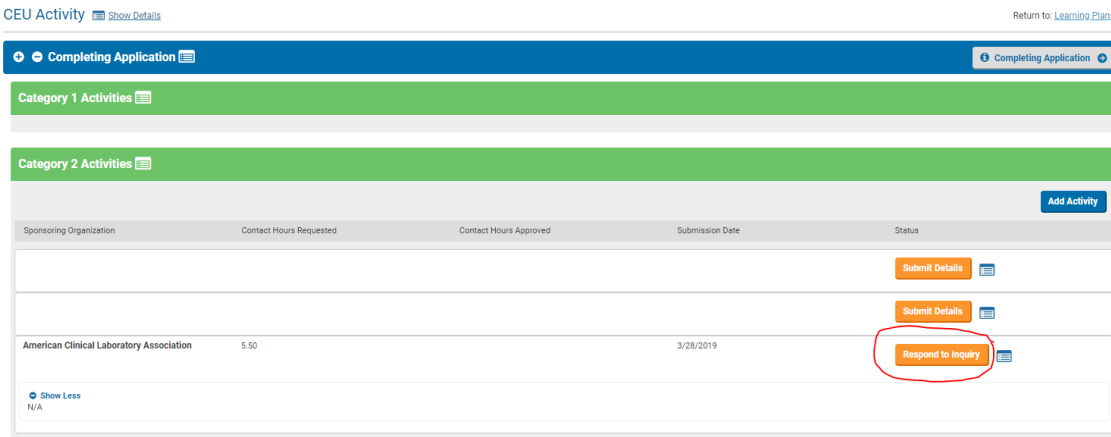 CEU Activity Show Details Return to: Learning Plans
Completing Application Completing Application
Category 1 Activities
Category 2 Activities
Add Activity
Sponsoring Organization Contact Hours Requested Contact Hours Approved Submission Date Status
Submit Details
Submit Details
American Clinical Laboratory Association 5.50 3/28/2019 Respond to Inquiry
Show Less
N/A